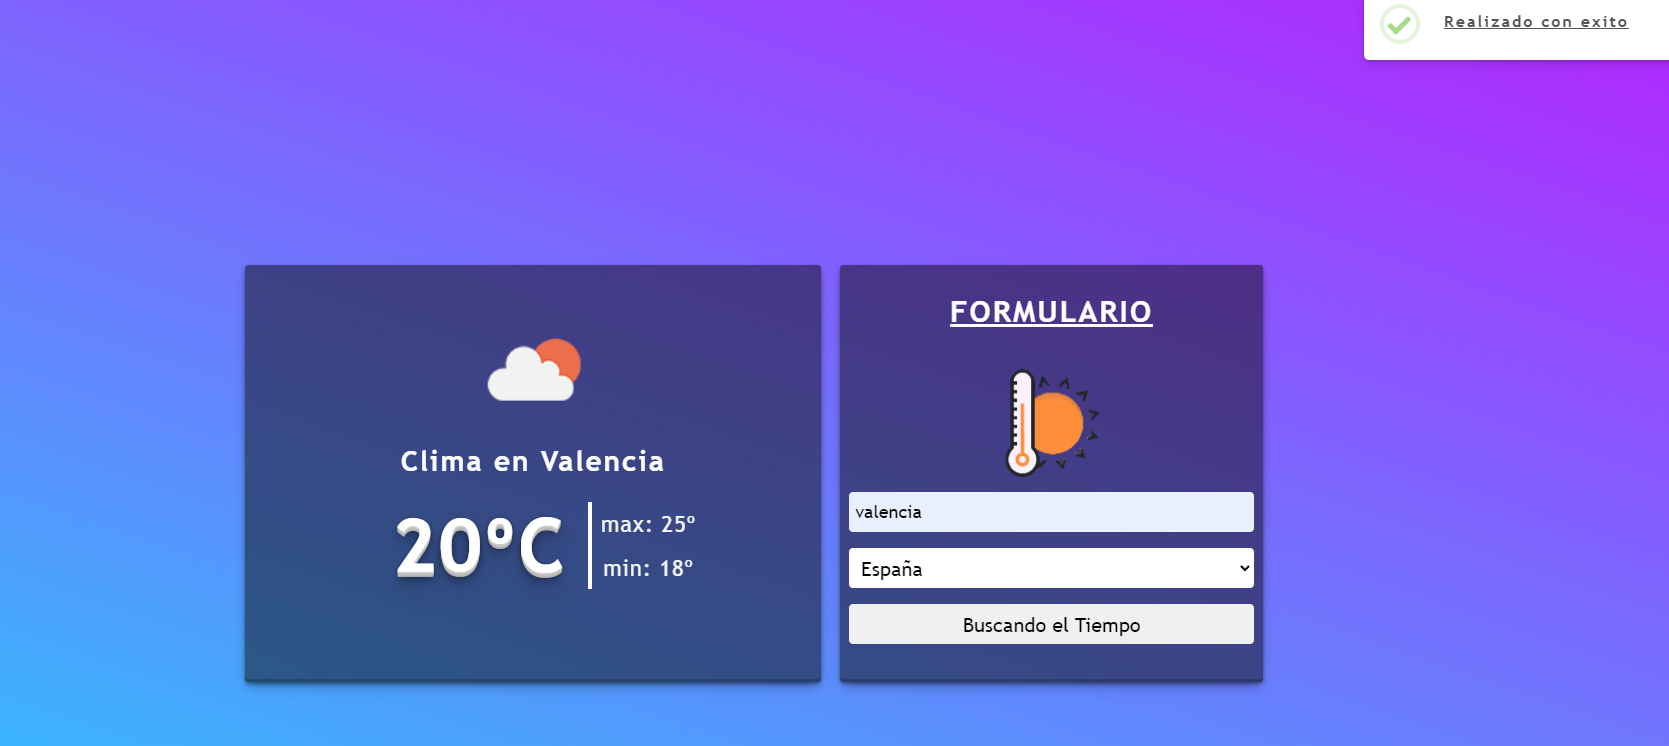 Realizado con exito
Clima en Valencia
20°C
max: 25º
min: 18º
FORMULARIO
valencia
España
Buscando el Tiempo